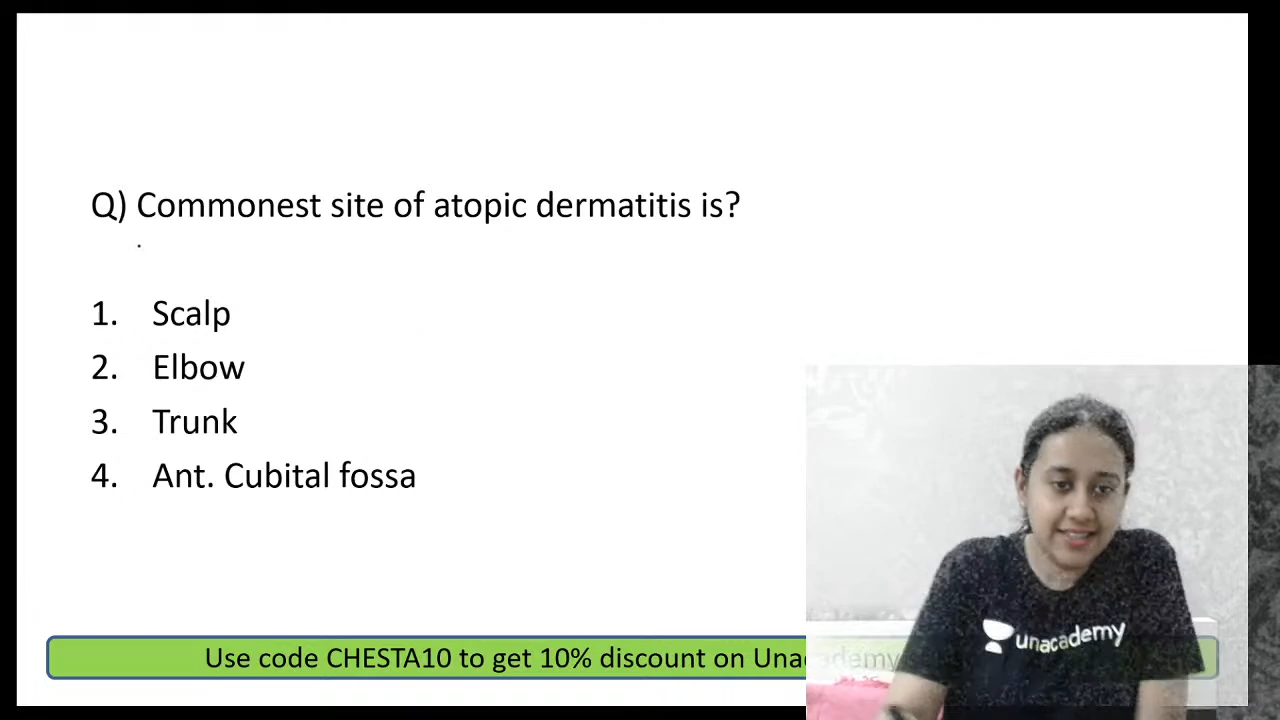 Q) Commonest site of atopic dermatitis is?
1. Scalp
2. Elbow
3. Trunk
4. Ant. Cubital fossa
unacademy
Use code CHESTA10 to get 10% discount on Unacademy